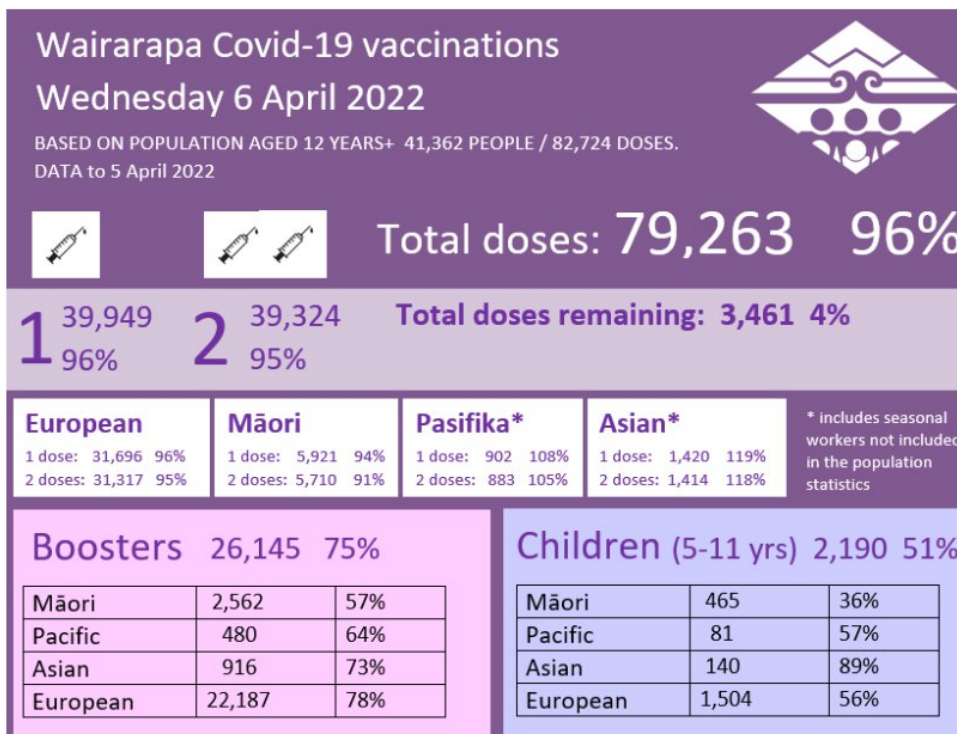 Wairarapa Covid-19 vaccinations
Wednesday 6 April 2022
BASED ON POPULATION AGED 12 YEARS+ 41,362 PEOPLE / 82,724 DOSES.
DATA to 5 April 2022
Total doses: 79,263 96%
1 39,949 96%
2 39,324 95%
Total doses remaining: 3,461 4%
European
1 dose: 31,696 96%
2 doses: 31,317 95%
Māori
1 dose: 5,921 94%
2 doses: 5,710 91%
Pasifika*
1 dose: 902 108%
2 doses: 883 105%
Asian*
1 dose: 1,420 119%
2 doses: 1,414 118%
* includes seasonal
workers not included
in the population
statistics
Boosters 26,145 75%
Māori 2,562 57%
Pacific 480 64%
Asian 916 73%
European 22,187 78%
Children (5-11 yrs) 2,190 51%
Māori 465 36%
Pacific 81 57%
Asian 140 89%
European 1,504 56%